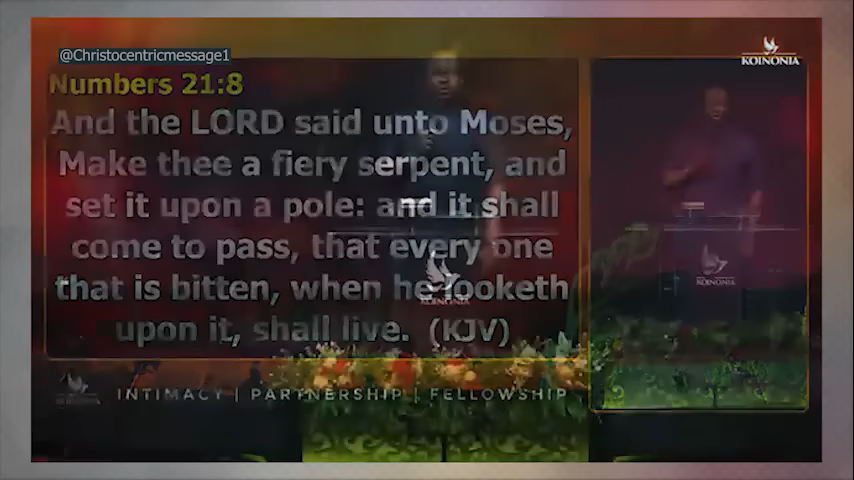 @Christocentricmessage1
KOINONIA
Numbers 21:8
And the LORD said unto Moses,
Make thee a fiery serpent, and
set it upon a pole: and it shall
come to pass, that every one
that is bitten, when he looketh
upon it, shall live. (KJV)
KOINONIA
KOINONIA
INTIMACY | PARTNERSHIP | FELLOWSHIP